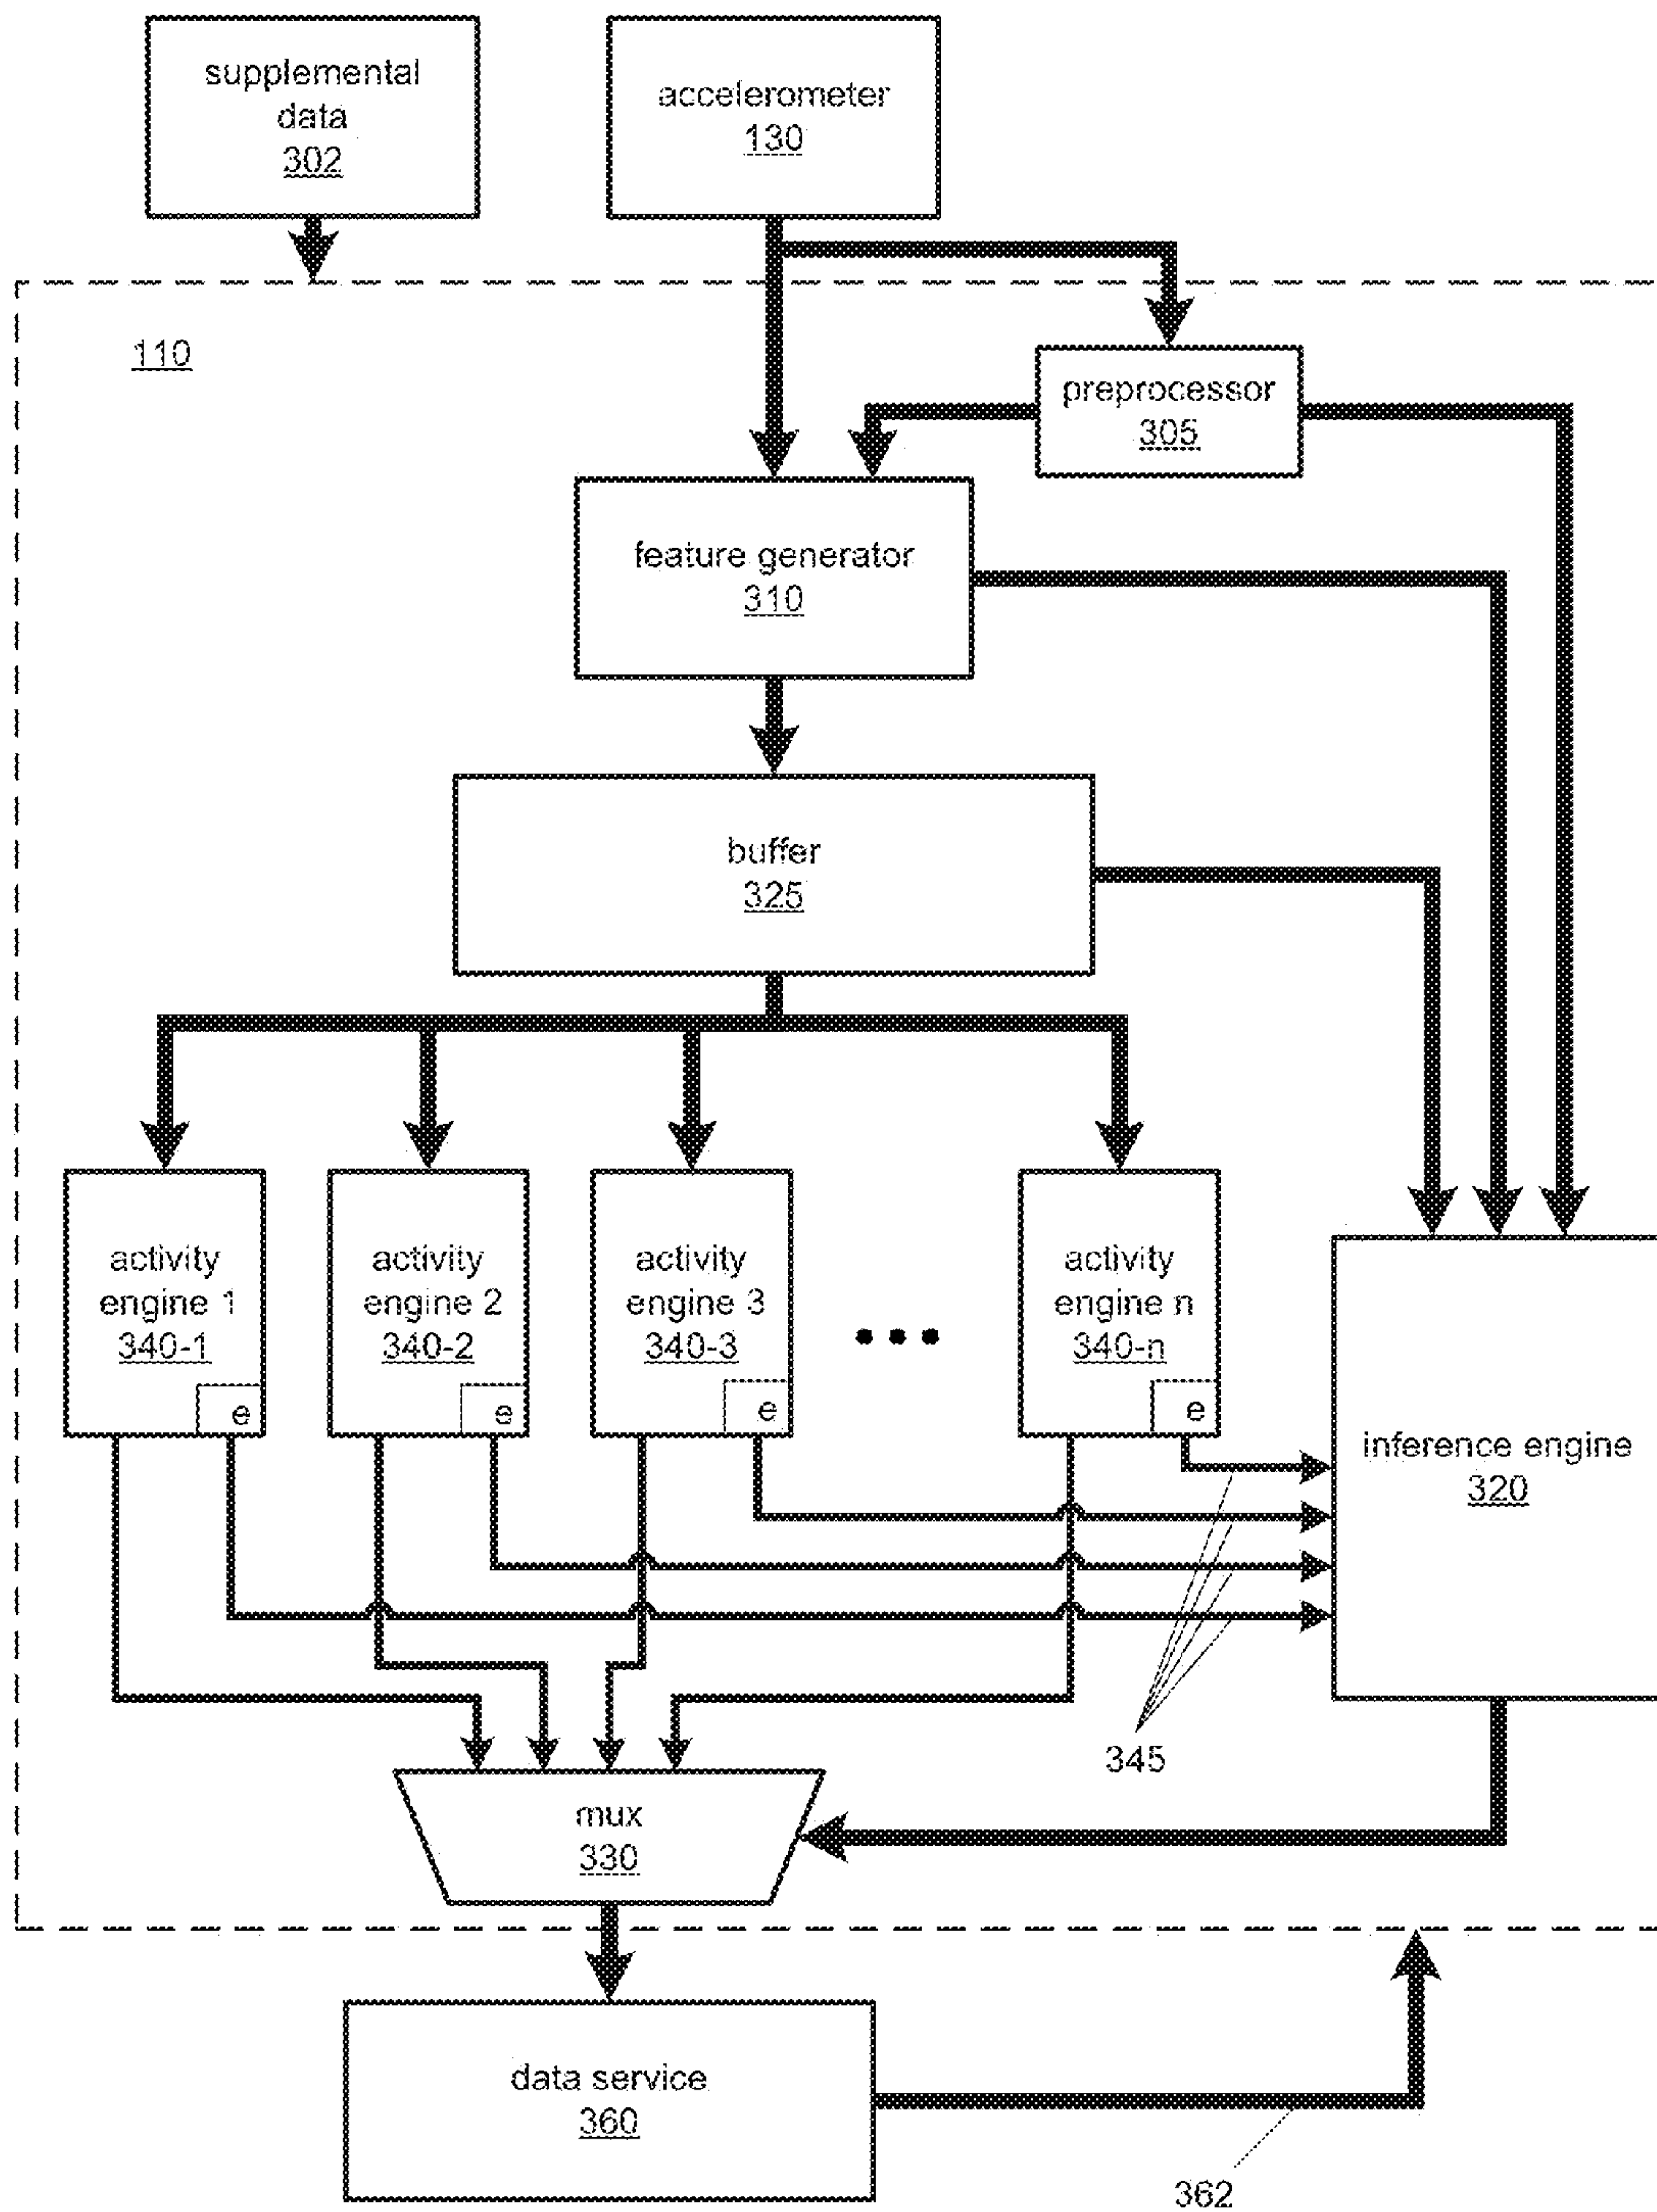 supplemental
data
302
accelerometer
130
110
preprocessor
305
feature generator
310
buffer
325
activity
engine 1
340-1
e
activity
engine 2
340-2
e
activity
engine 3
340-3
e
activity
engine n
340-n
e
inference engine
320
345
mux
330
data service
360
362